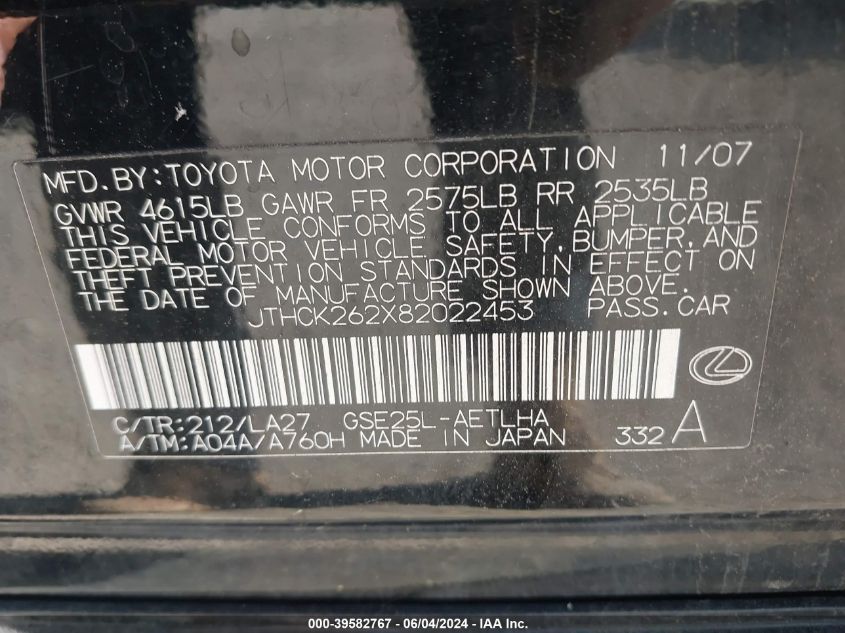 MFD. BY: TOYOTA MOTOR CORPORATION 11/07
GVWR 4615LB GAWR FR 2575LB RR 2535LB
THIS VEHICLE CONFORMS TO ALL APPLICABLE
FEDERAL MOTOR VEHICLE SAFETY, BUMPER, AND
THEFT PREVENTION STANDARDS IN EFFECT ON
THE DATE OF MANUFACTURE SHOWN ABOVE.
JTHCK262X82022453 PASS. CAR
C/TR: 212/LA27 GSE25L-AETLHA
A/TM: A04A/A760H MADE IN JAPAN 332 A
000-39582767 - 06/04/2024 - IAA Inc.